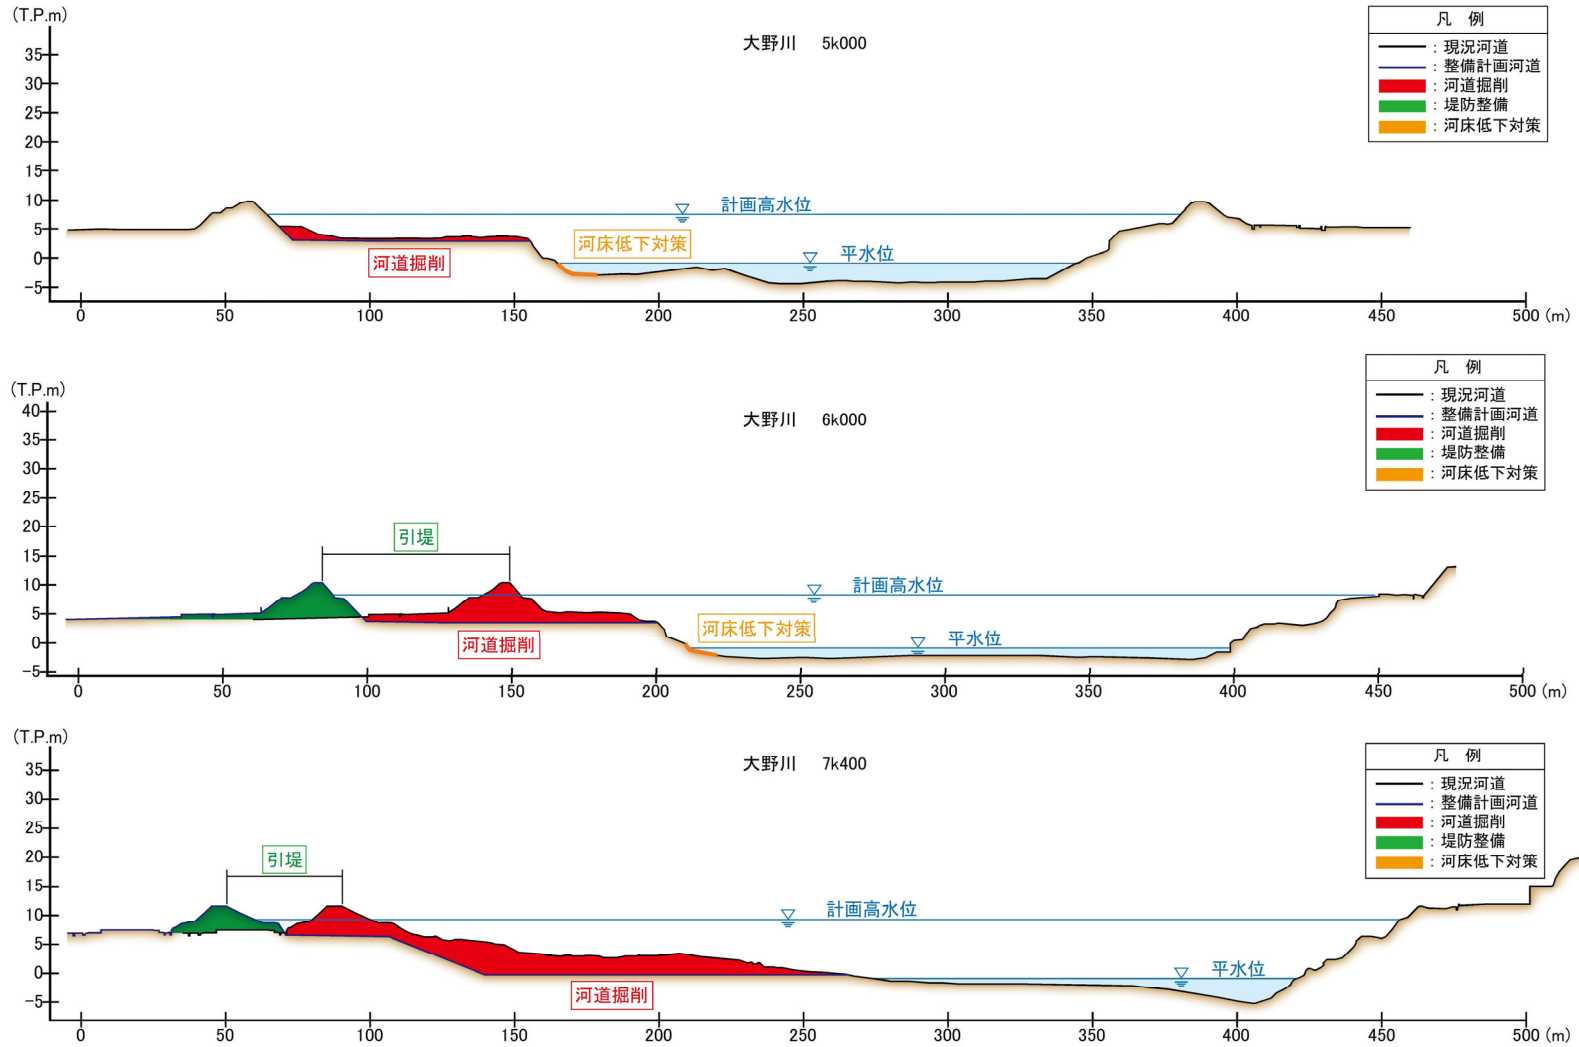 (T.P.m)
大野川 5k000
凡 例
: 現況河道
: 整備計画河道
: 河道掘削
: 堤防整備
: 河床低下対策
35
30
25
20
15
10
5
0
-5
計画高水位
河床低下対策
平水位
河道掘削
0 50 100 150 200 250 300 350 400 450 500 (m)
(T.P.m)
大野川 6k000
凡 例
: 現況河道
: 整備計画河道
: 河道掘削
: 堤防整備
: 河床低下対策
40
35
30
25
20
15
10
5
0
-5
引堤
計画高水位
河床低下対策
平水位
河道掘削
0 50 100 150 200 250 300 350 400 450 500 (m)
(T.P.m)
大野川 7k400
凡 例
: 現況河道
: 整備計画河道
: 河道掘削
: 堤防整備
: 河床低下対策
35
30
25
20
15
10
5
0
-5
引堤
計画高水位
平水位
河道掘削
0 50 100 150 200 250 300 350 400 450 500 (m)